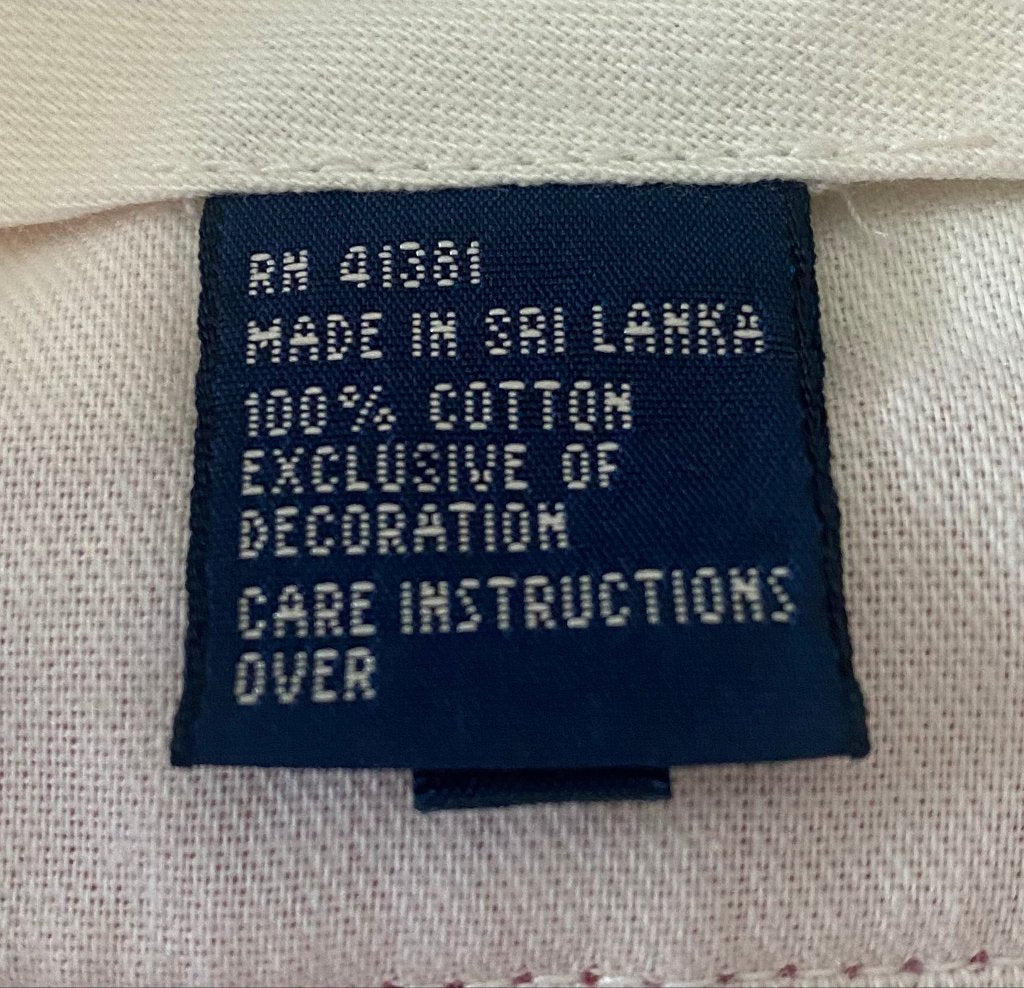 RN 41381
MADE IN SRI LANKA
100% COTTON
EXCLUSIVE OF
DECORATION
CARE INSTRUCTIONS
OVER